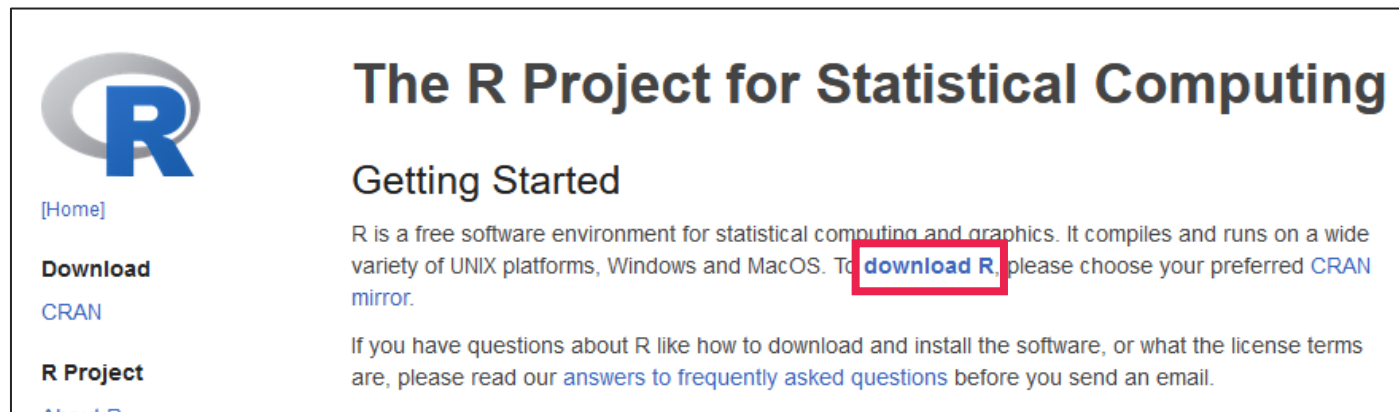 R
The R Project for Statistical Computing
Getting Started
[Home]
R is a free software environment for statistical computing and graphics. It compiles and runs on a wide
variety of UNIX platforms, Windows and MacOS. To download R, please choose your preferred CRAN
mirror.
Download
CRAN
If you have questions about R like how to download and install the software, or what the license terms
are, please read our answers to frequently asked questions before you send an email.
R Project